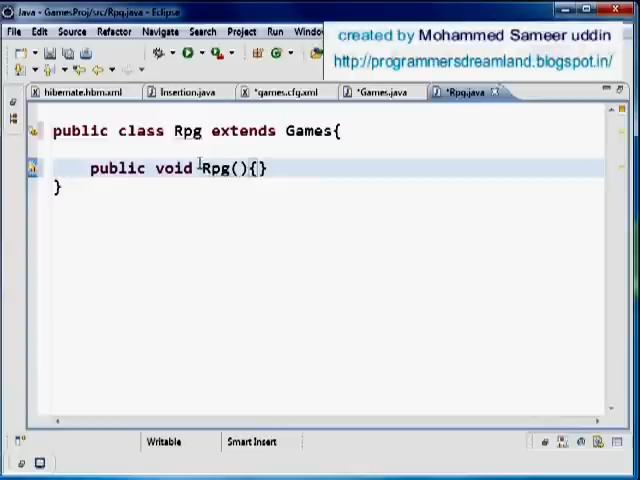 Java - GamesProj/src/Rpg.java - Eclipse
File Edit Source Refactor Navigate Search Project Run Window
created by Mohammed Sameer uddin
http://programmersdreamland.blogspot.in/
hibernate.hbm.xml Insertion.java *games.cfg.xml *Games.java *Rpg.java
public class Rpg extends Games{
public void Rpg(){}
}
Writable Smart Insert